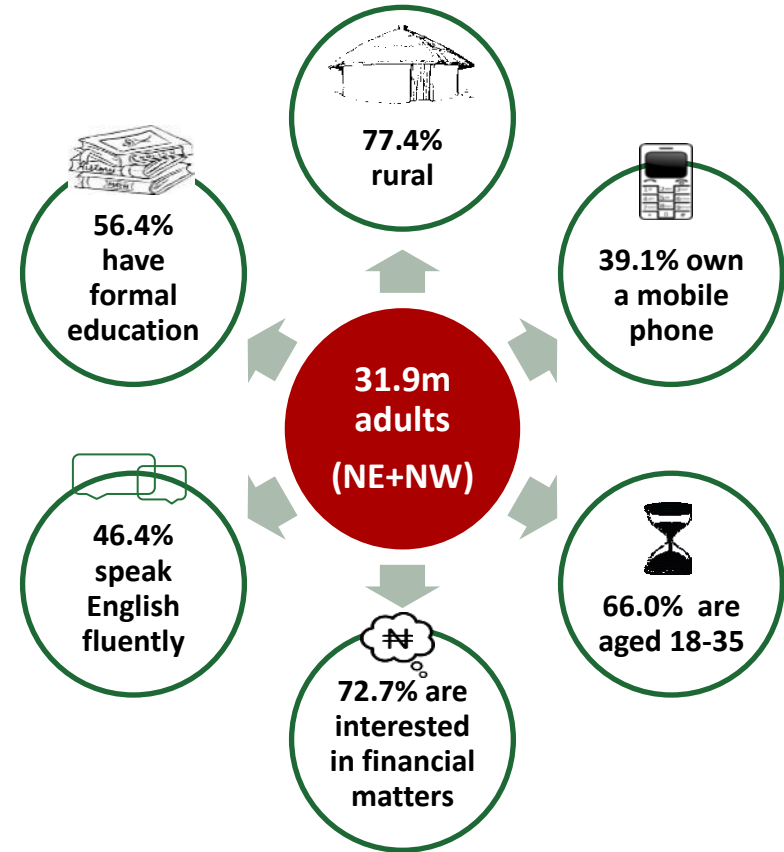 77.4%
rural
56.4%
have
formal
education
39.1% own
a mobile
phone
31.9m
adults
(NE+NW)
46.4%
speak
English
fluently
66.0% are
aged 18-35
₦
72.7% are
interested
in financial
matters